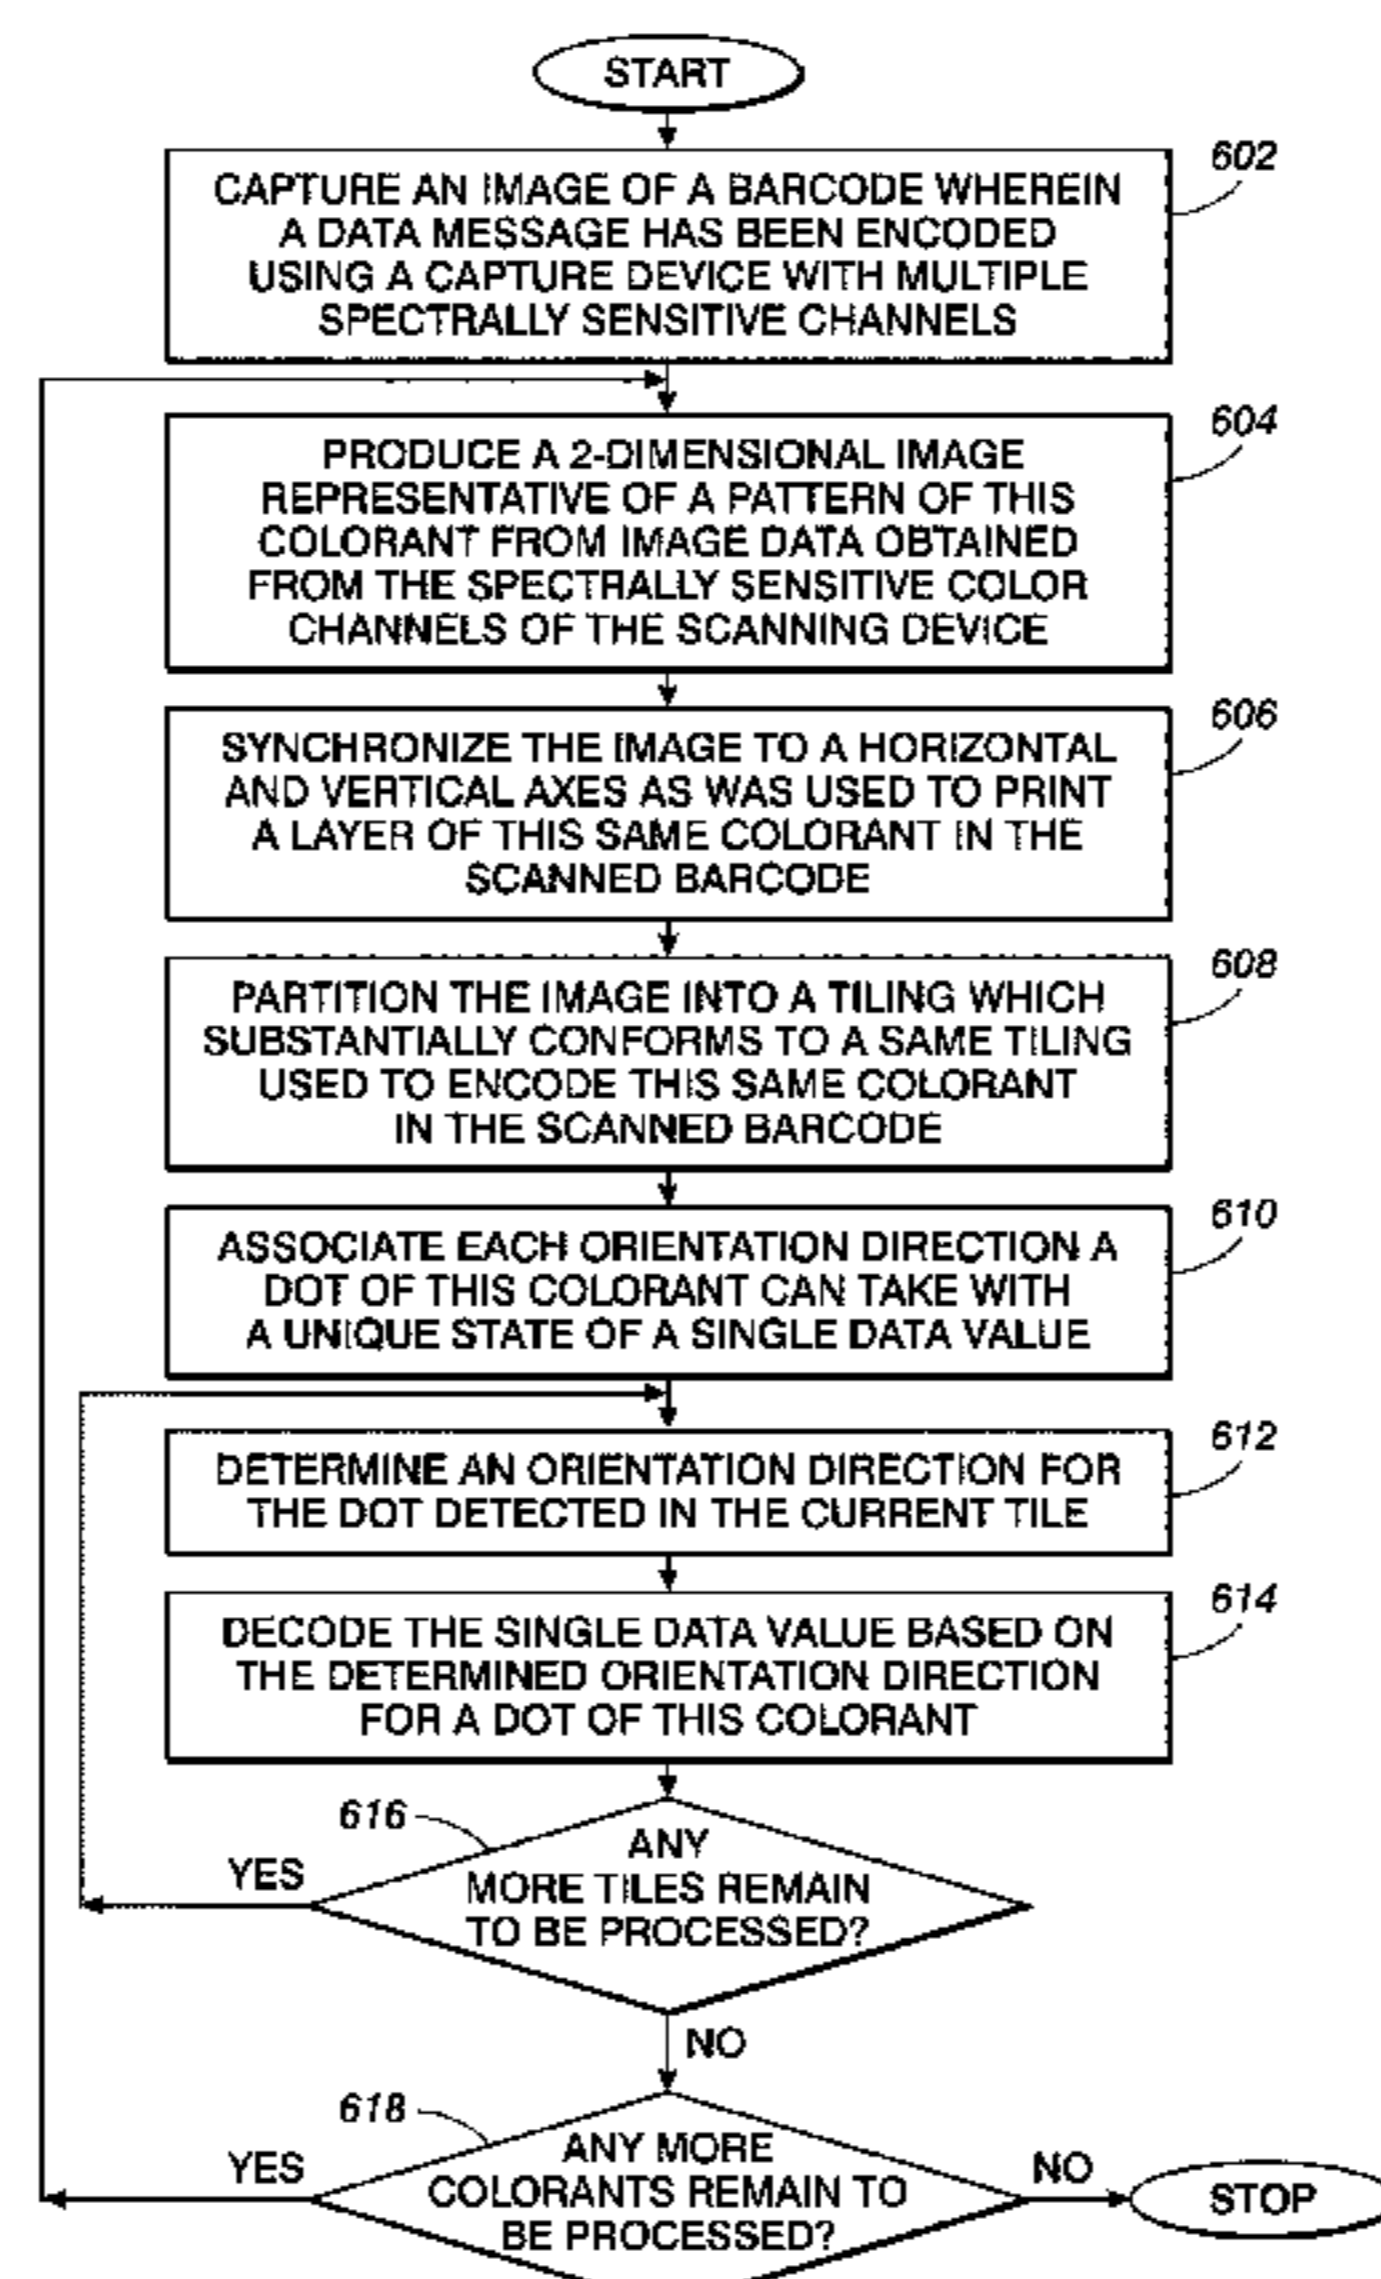 START
602
CAPTURE AN IMAGE OF A BARCODE WHEREIN
A DATA MESSAGE HAS BEEN ENCODED
USING A CAPTURE DEVICE WITH MULTIPLE
SPECTRALLY SENSITIVE CHANNELS
604
PRODUCE A 2-DIMENSIONAL IMAGE
REPRESENTATIVE OF A PATTERN OF THIS
COLORANT FROM IMAGE DATA OBTAINED
FROM THE SPECTRALLY SENSITIVE COLOR
CHANNELS OF THE SCANNING DEVICE
606
SYNCHRONIZE THE IMAGE TO A HORIZONTAL
AND VERTICAL AXES AS WAS USED TO PRINT
A LAYER OF THIS SAME COLORANT IN THE
SCANNED BARCODE
608
PARTITION THE IMAGE INTO A TILING WHICH
SUBSTANTIALLY CONFORMS TO A SAME TILING
USED TO ENCODE THIS SAME COLORANT
IN THE SCANNED BARCODE
610
ASSOCIATE EACH ORIENTATION DIRECTION A
DOT OF THIS COLORANT CAN TAKE WITH
A UNIQUE STATE OF A SINGLE DATA VALUE
612
DETERMINE AN ORIENTATION DIRECTION FOR
THE DOT DETECTED IN THE CURRENT TILE
614
DECODE THE SINGLE DATA VALUE BASED ON
THE DETERMINED ORIENTATION DIRECTION
FOR A DOT OF THIS COLORANT
616
YES
ANY
MORE TILES REMAIN
TO BE PROCESSED?
NO
618
YES
ANY MORE
COLORANTS REMAIN TO
BE PROCESSED?
NO
STOP